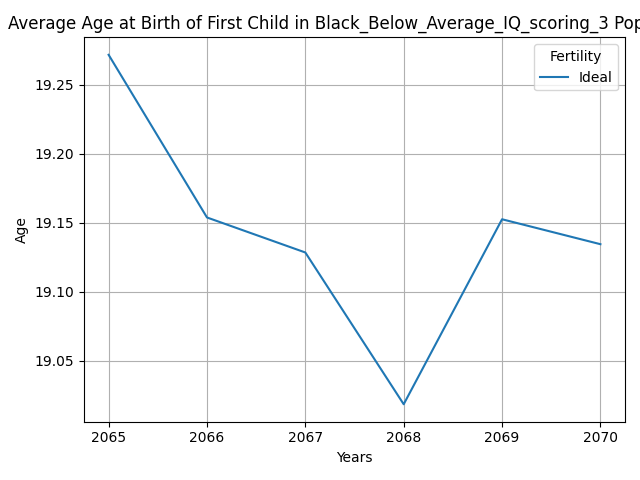 Average Age at Birth of First Child in Black_Below_Average_IQ_scoring_3
Fertility
Ideal
19.25
19.20
19.15
19.10
19.05
Age
2065 2066 2067 2068 2069 2070
Years